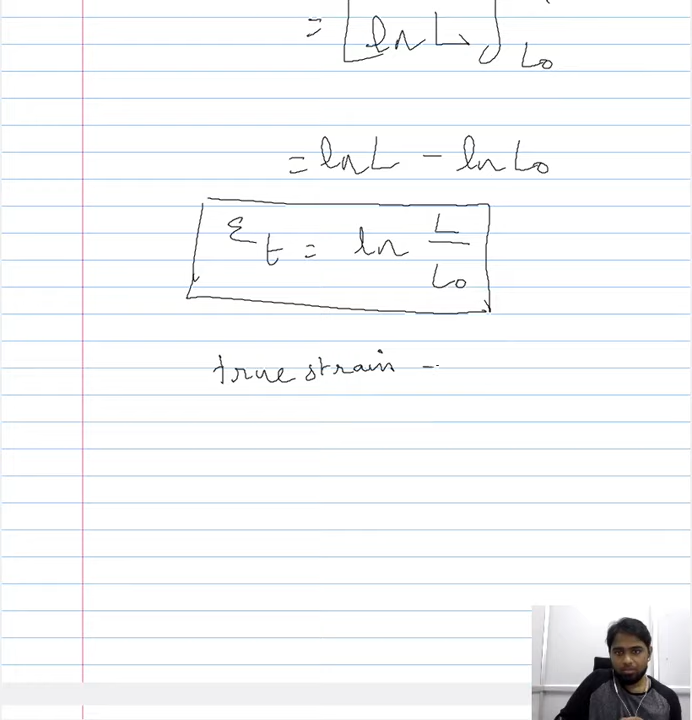 = [ln L]L₀
= ln L - ln L₀
εt = ln L/L₀
true strain -